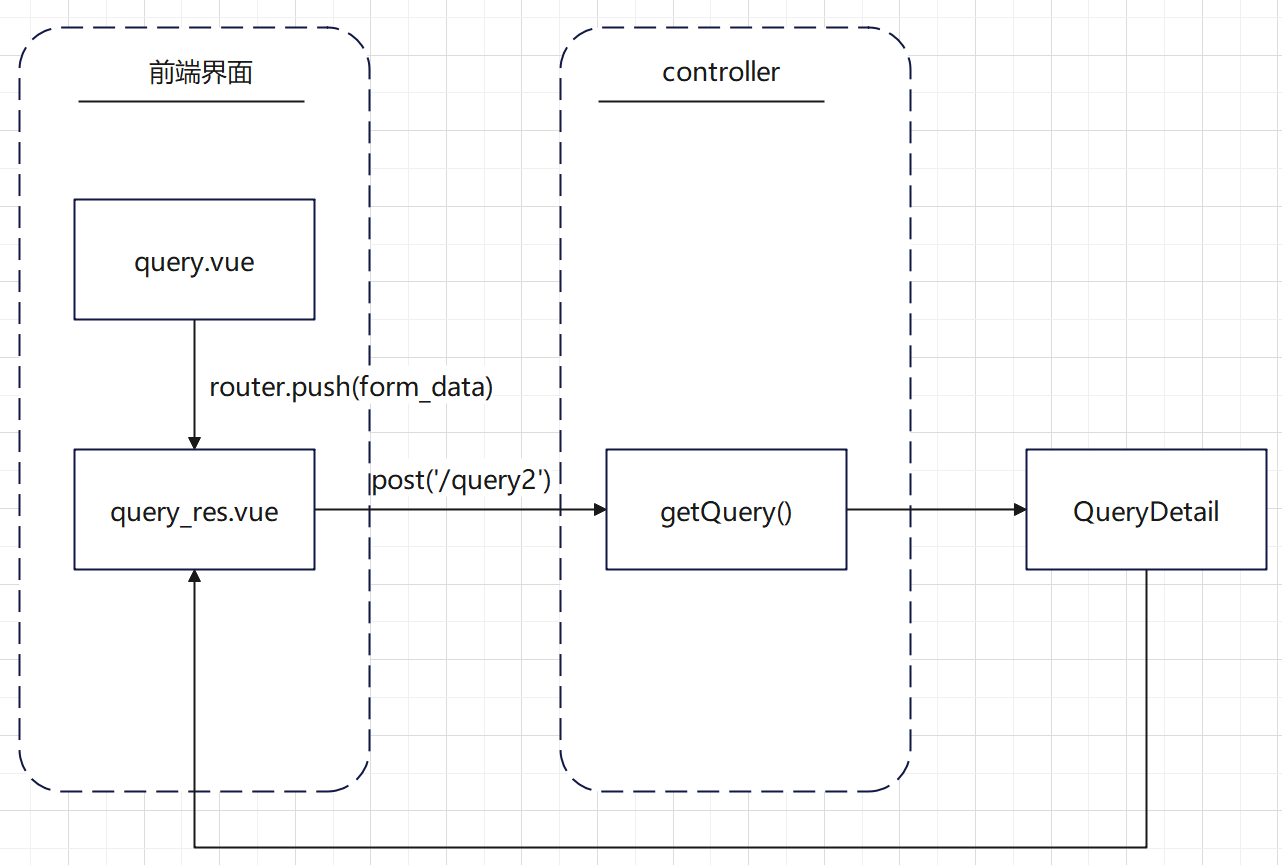 前端界面
controller
query.vue
router.push(form_data)
post('/query2')
query_res.vue
getQuery()
QueryDetail